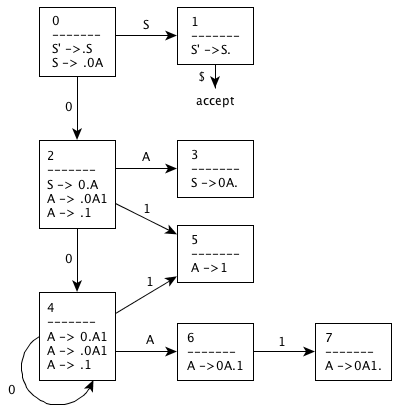 0
-------
S' ->.S
S -> .0A
S
1
-------
S' ->S.
$
accept
0
2
-------
S -> 0.A
A -> .0A1
A -> .1
A
3
-------
S ->0A.
1
5
-------
A ->1
0
1
4
-------
A -> 0.A1
A -> .0A1
A -> .1
A
6
-------
A ->0A.1
1
7
-------
A ->0A1.
0